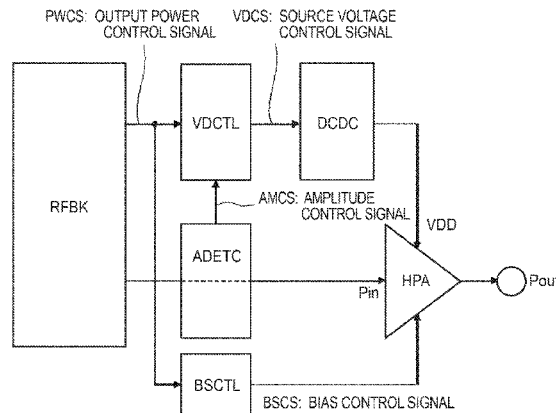 PWCS: OUTPUT POWER
CONTROL SIGNAL
VDCS: SOURCE VOLTAGE
CONTROL SIGNAL
RFBK
VDCTL
DCDC
AMCS: AMPLITUDE
CONTROL SIGNAL
VDD
ADETC
Pin
HPA
Pout
BSCTL
BSCS: BIAS CONTROL SIGNAL